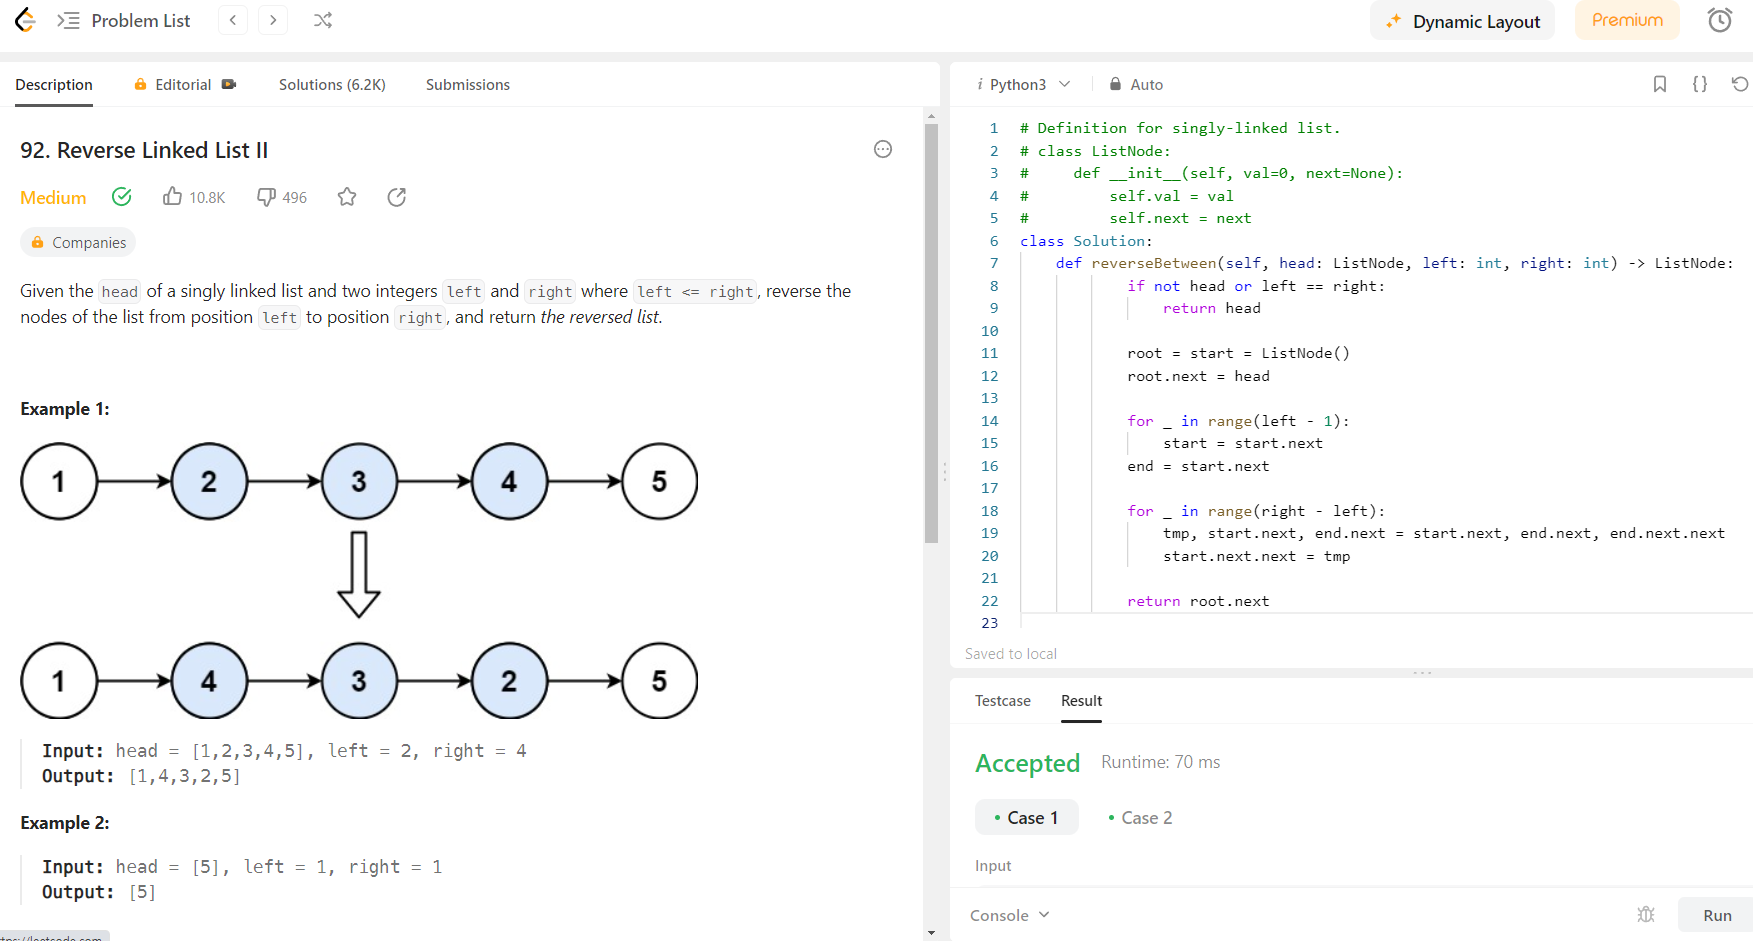 Problem List
Dynamic Layout
Premium
Description
Editorial
Solutions (6.2K)
Submissions
92. Reverse Linked List II
Medium
10.8K
496
Companies
Given the head of a singly linked list and two integers left and right where left <= right, reverse the
nodes of the list from position left to position right, and return the reversed list.
Example 1:
1 2 3 4 5
1 4 3 2 5
Input: head = [1,2,3,4,5], left = 2, right = 4
Output: [1,4,3,2,5]
Example 2:
Input: head = [5], left = 1, right = 1
Output: [5]
i Python3
Auto
1 # Definition for singly-linked list.
2 # class ListNode:
3 #     def __init__(self, val=0, next=None):
4 #         self.val = val
5 #         self.next = next
6 class Solution:
7     def reverseBetween(self, head: ListNode, left: int, right: int) -> ListNode:
8             if not head or left == right:
9                 return head
10
11             root = start = ListNode()
12             root.next = head
13
14             for _ in range(left - 1):
15                 start = start.next
16             end = start.next
17
18             for _ in range(right - left):
19                 tmp, start.next, end.next = start.next, end.next, end.next.next
20                 start.next.next = tmp
21
22             return root.next
23
Saved to local
Testcase
Result
Accepted
Runtime: 70 ms
• Case 1
• Case 2
Input
Console
Run